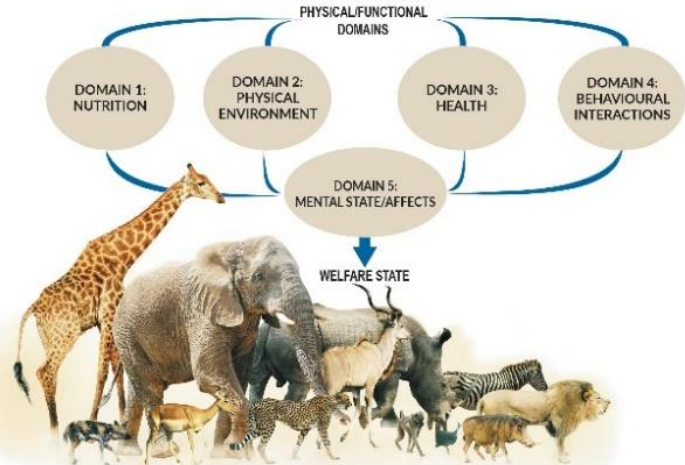 PHYSICAL/FUNCTIONAL
DOMAINS
DOMAIN 1:
NUTRITION
DOMAIN 2:
PHYSICAL
ENVIRONMENT
DOMAIN 3:
HEALTH
DOMAIN 4:
BEHAVIOURAL
INTERACTIONS
DOMAIN 5:
MENTAL STATE/AFFECTS
WELFARE STATE